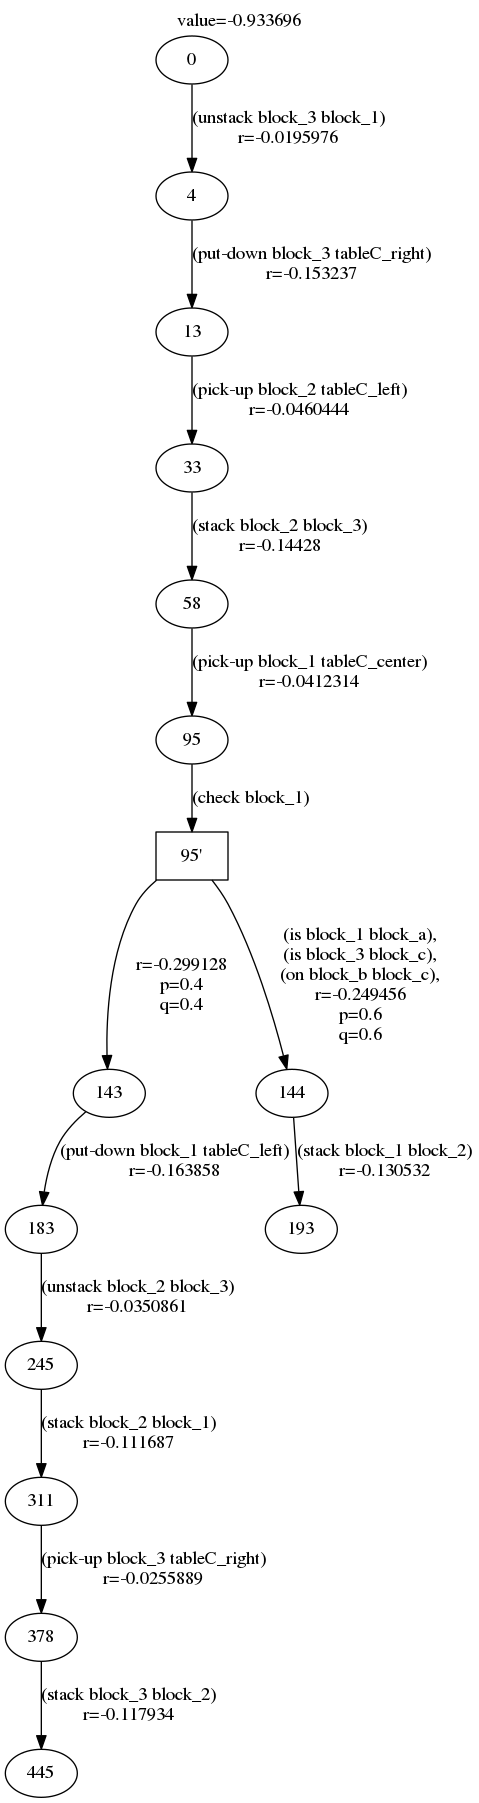 value=-0.933696
0
(unstack block_3 block_1)
r=-0.0195976
4
(put-down block_3 tableC_right)
r=-0.153237
13
(pick-up block_2 tableC_left)
r=-0.0460444
33
(stack block_2 block_3)
r=-0.14428
58
(pick-up block_1 tableC_center)
r=-0.0412314
95
(check block_1)
95'
r=-0.299128
p=0.4
q=0.4
(is block_1 block_a),
(is block_3 block_c),
(on block_b block_c),
r=-0.249456
p=0.6
q=0.6
143
144
(put-down block_1 tableC_left)
r=-0.163858
(stack block_1 block_2)
r=-0.130532
183
193
(unstack block_2 block_3)
r=-0.0350861
245
(stack block_2 block_1)
r=-0.111687
311
(pick-up block_3 tableC_right)
r=-0.0255889
378
(stack block_3 block_2)
r=-0.117934
445